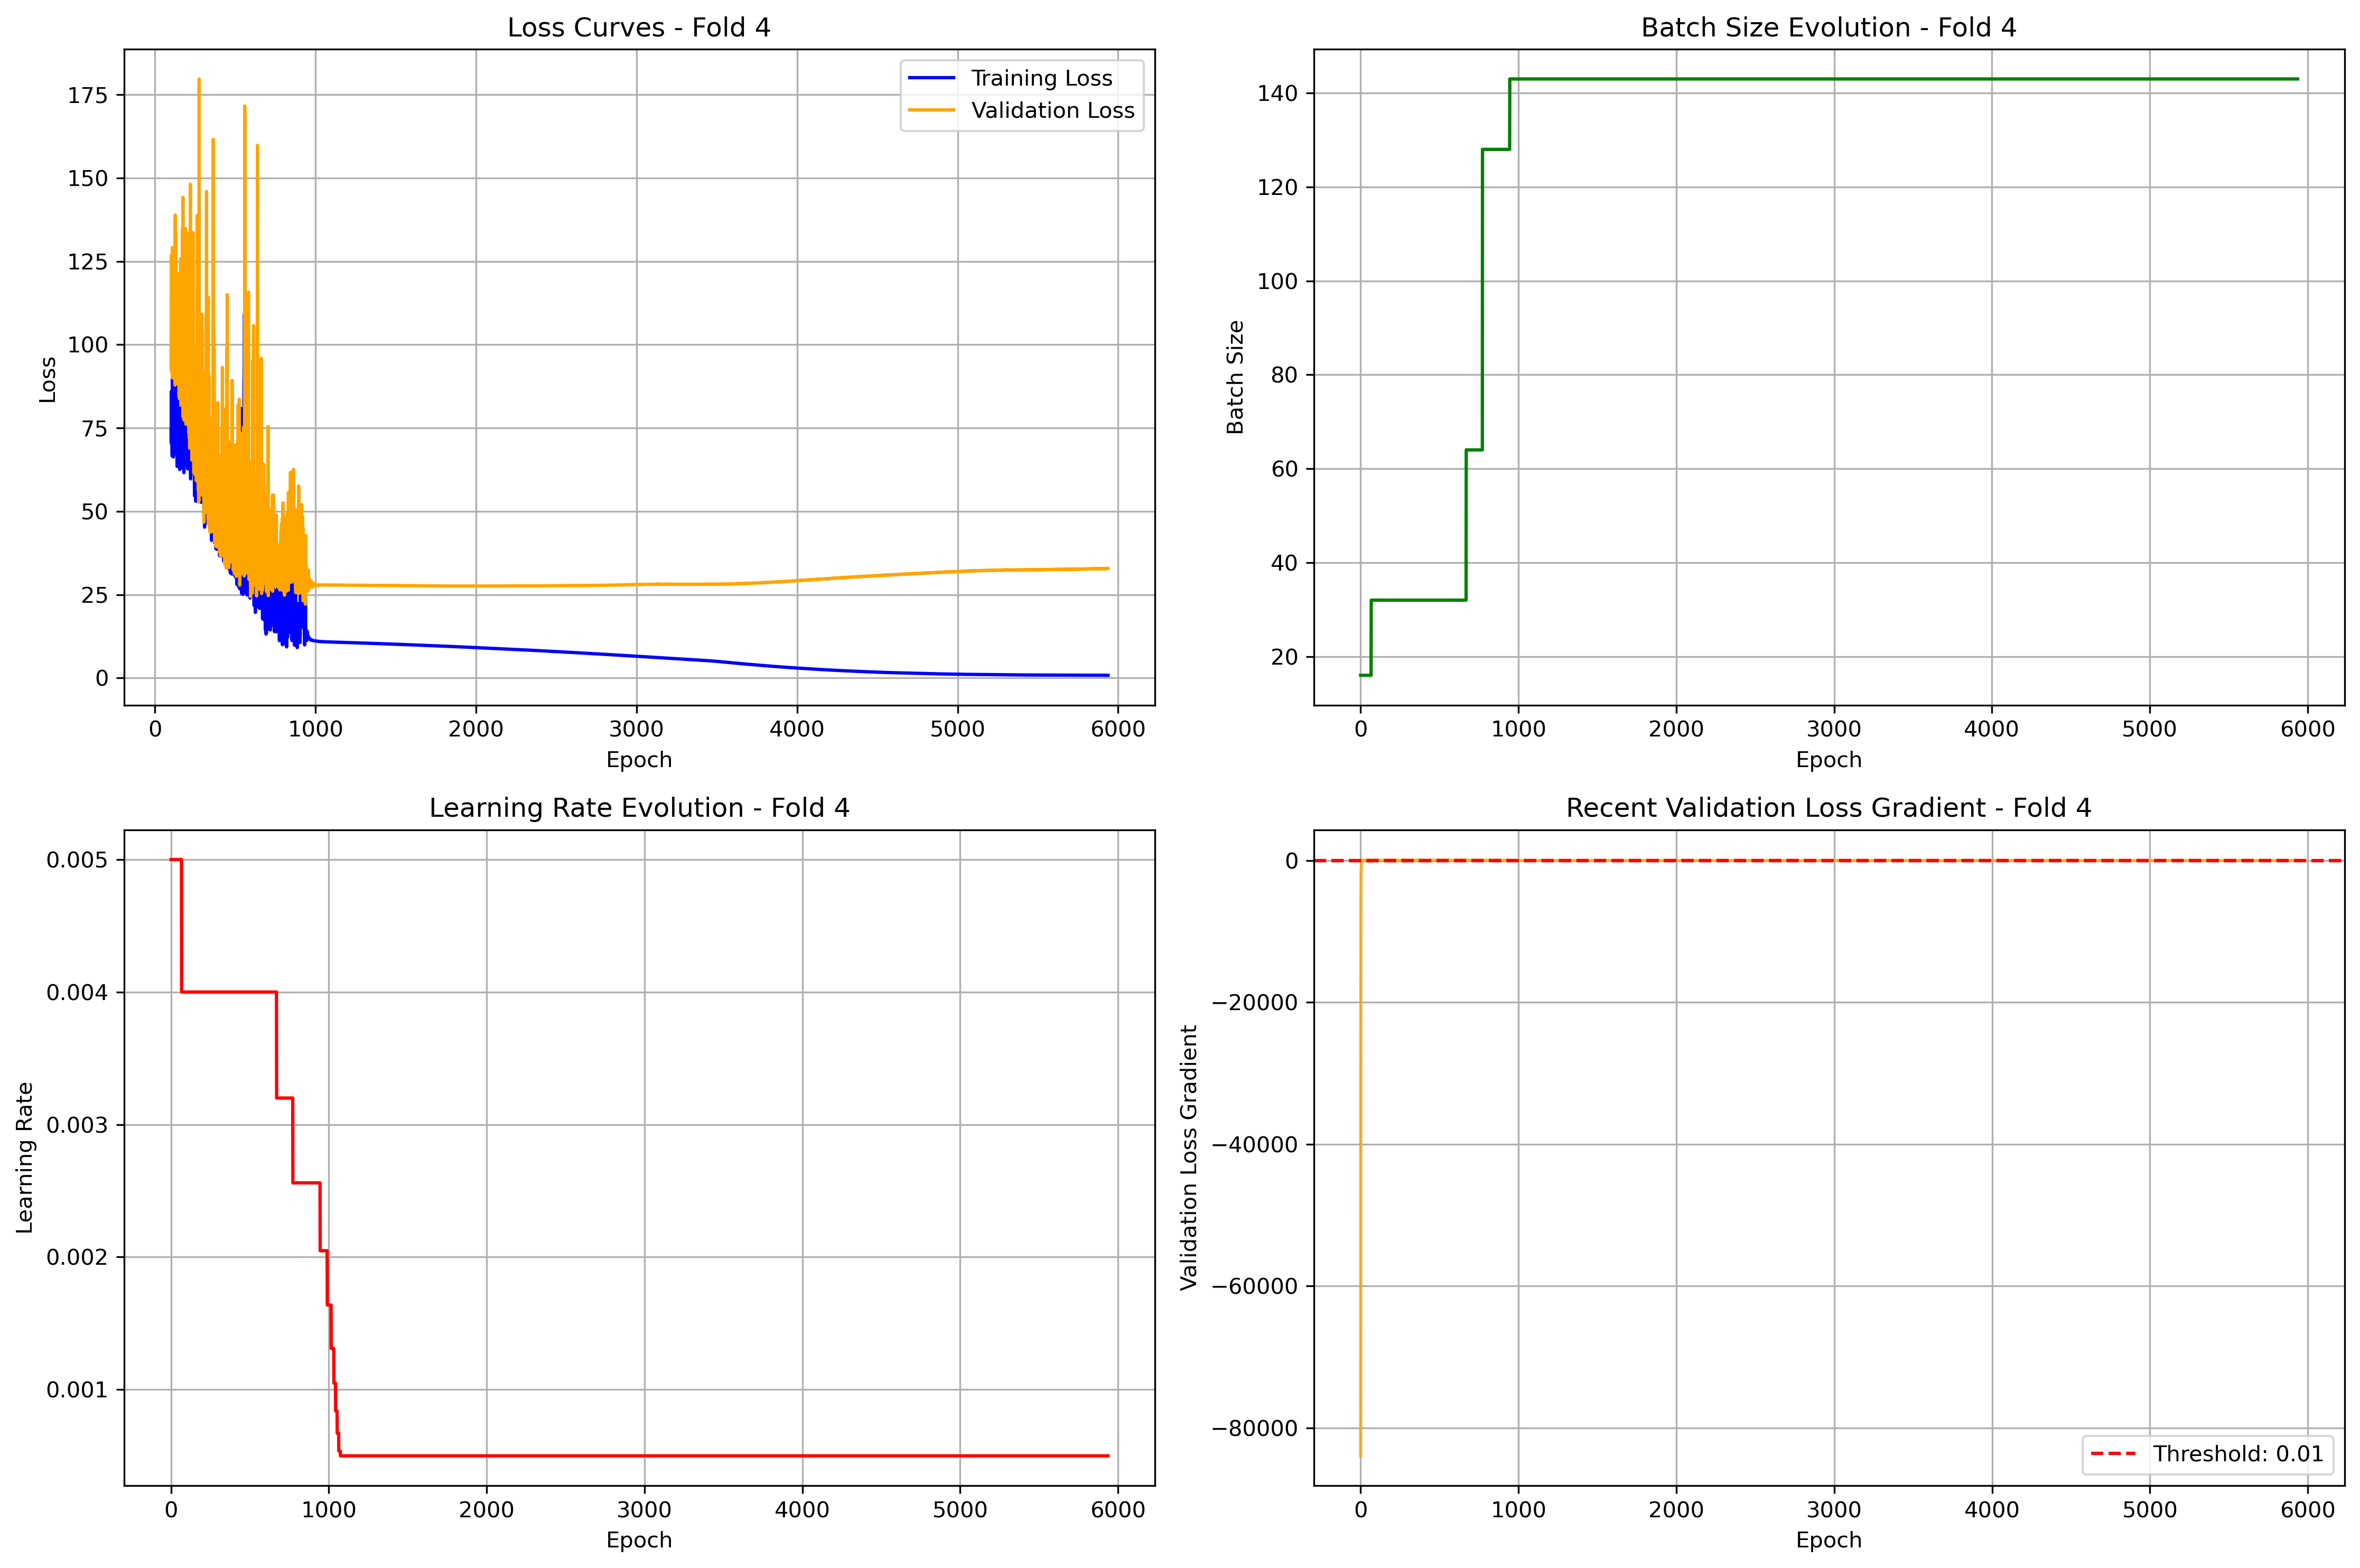 Loss Curves - Fold 4
Training Loss
Validation Loss
175
150
125
100
75
50
25
0
Loss
0 1000 2000 3000 4000 5000 6000
Epoch
Batch Size Evolution - Fold 4
140
120
100
80
60
40
20
Batch Size
0 1000 2000 3000 4000 5000 6000
Epoch
Learning Rate Evolution - Fold 4
0.005
0.004
0.003
0.002
0.001
Learning Rate
0 1000 2000 3000 4000 5000 6000
Epoch
Recent Validation Loss Gradient - Fold 4
0
−20000
−40000
−60000
−80000
Validation Loss Gradient
Threshold: 0.01
0 1000 2000 3000 4000 5000 6000
Epoch